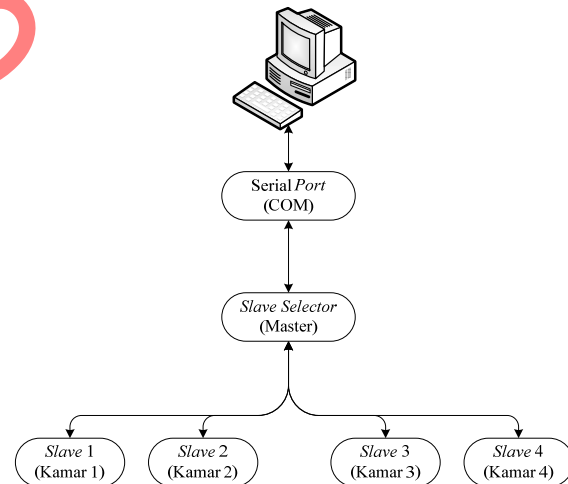 Serial Port
(COM)
Slave Selector
(Master)
Slave 1
(Kamar 1)
Slave 2
(Kamar 2)
Slave 3
(Kamar 3)
Slave 4
(Kamar 4)